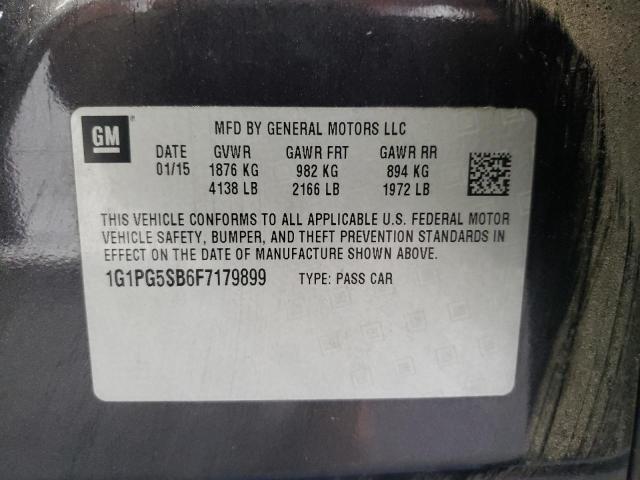 GM
MFD BY GENERAL MOTORS LLC
DATE GVWR GAWR FRT GAWR RR
01/15 1876 KG 982 KG 894 KG
4138 LB 2166 LB 1972 LB
THIS VEHICLE CONFORMS TO ALL APPLICABLE U.S. FEDERAL MOTOR
VEHICLE SAFETY, BUMPER, AND THEFT PREVENTION STANDARDS IN
EFFECT ON THE DATE OF MANUFACTURE SHOWN ABOVE.
1G1PG5SB6F7179899 TYPE: PASS CAR